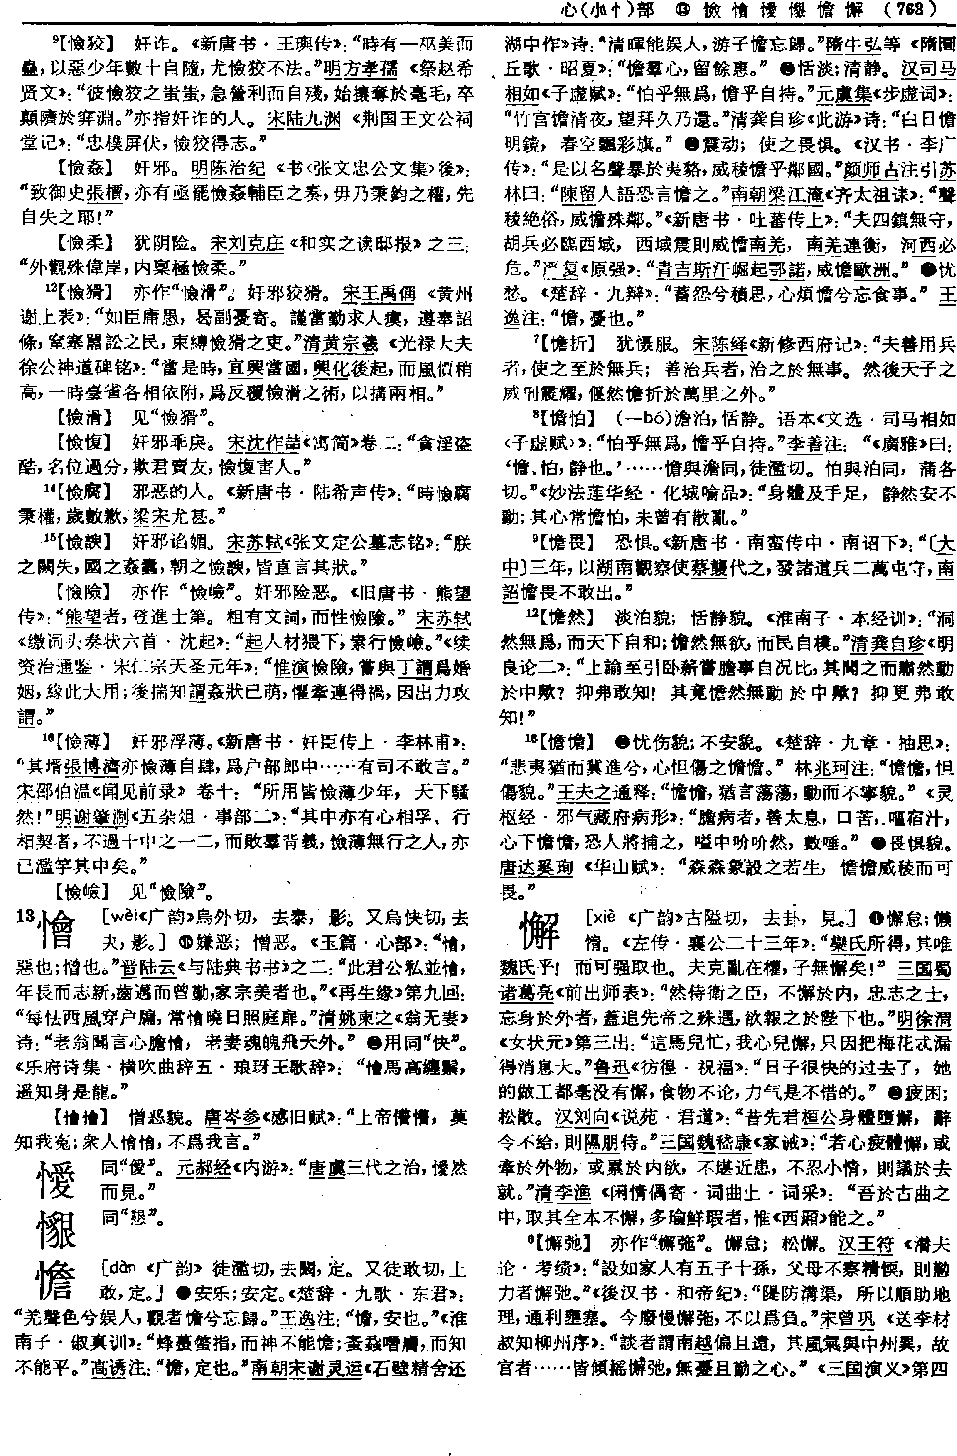 心(忄⺗)部 ⓭ 憸 懀 懓 懇 憺 懈 (763)
⁹【憸狡】 奸诈。《新唐书·王玙传》：“時有一巫美而
蠱，以惡少年數十自隨，尤憸狡不法。”明方孝孺《祭赵希
贤文》：“彼憸狡之蚩蚩，急營利而自殘，始攘奪於毫毛，卒
顛隮於穽淵。”亦指奸诈的人。宋陆九渊《荆国王文公祠
堂记》：“忠樸屏伏，憸狡得志。”
【憸姦】 奸邪。明陈治纪《书〈张文忠公文集〉後》：
“致御史張檟，亦有亟罷憸姦輔臣之奏，毋乃秉鈞之權，先
自失之耶！”
【憸柔】 犹阴险。宋刘克庄《和实之读邸报》之三：
“外觀殊偉岸，内稟極憸柔。”
¹²【憸猾】 亦作“憸滑”。奸邪狡猾。宋王禹偁《黄州
谢上表》：“如臣庸愚，曷副憂寄。謹當勤求人瘼，遵奉詔
條，窒塞嚚訟之民，束縛憸猾之吏。”清黄宗羲《光禄大夫
徐公神道碑铭》：“當是時，宜興當國，興化後起，而風節稍
高，一時臺省各相依附，爲反覆憸滑之術，以搆兩相。”
【憸滑】 见“憸猾”。
【憸愎】 奸邪乖戾。宋沈作喆《寓简》卷二：“貪淫盜
酷，名位過分，欺君賣友，憸愎害人。”
¹⁴【憸腐】 邪恶的人。《新唐书·陆希声传》：“時憸腐
秉權，歲數歉，梁宋尤甚。”
¹⁵【憸諛】 奸邪谄媚。宋苏轼《张文定公墓志铭》：“朕
之闕失，國之姦蠹，朝之憸諛，皆直言其狀。”
【憸險】 亦作“憸嶮”。奸邪险恶。《旧唐书·熊望
传》：“熊望者，登進士第。粗有文詞，而性憸險。”宋苏轼
《缴词头奏状六首·沈起》：“起人材猥下，素行憸嶮。”《续
资治通鉴·宋仁宗天圣元年》：“惟演憸險，嘗與丁謂爲婚
姻，緣此大用；後揣知謂姦狀已萌，懼牽連得禍，因出力攻
謂。”
¹⁶【憸薄】 奸邪浮薄。《新唐书·奸臣传上·李林甫》：
“其壻張博濟亦憸薄自肆，爲户部郎中……有司不敢言。”
宋邵伯温《闻见前录》卷十：“所用皆憸薄少年，天下騷
然！”明谢肇淛《五杂俎·事部二》：“其中亦有心相孚、行
相契者，不過十中之一二，而敗羣背義，憸薄無行之人，亦
已濫竽其中矣。”
【憸嶮】 见“憸險”。
13 懀 ［wèi《广韵》烏外切，去泰，影。又烏快切，去
夬，影。］❶嫌恶；憎恶。《玉篇·心部》：“懀，
惡也；憎也。”晋陆云《与陆典书书》之二：“此君公私並懀，
年長而志新，齒邁而曾勤，家宗美者也。”《再生缘》第九回：
“每怯西風穿户牖，常懀曉日照庭扉。”清姚柬之《翁无妻》
诗：“老翁聞言心膽懀，老妻魂魄飛天外。”❷用同“快”。
《乐府诗集·横吹曲辞五·琅玡王歌辞》：“懀馬高纏鬃，
遥知身是龍。”
【懀懀】 憎恶貌。唐岑参《感旧赋》：“上帝懵懵，莫
知我冤；衆人懀懀，不爲我言。”
懓 同“僾”。元郝经《内游》：“唐虞三代之治，懓然
而見。”
同“懇”。
憺 ［dàn《广韵》徒濫切，去闞，定。又徒敢切，上
敢，定。］❶安乐；安定。《楚辞·九歌·东君》：
“羌聲色兮娱人，觀者憺兮忘歸。”王逸注：“憺，安也。”《淮
南子·俶真训》：“蜂蠆螫指，而神不能憺；蚉蝱噆膚，而知
不能平。”高诱注：“憺，定也。”南朝宋谢灵运《石壁精舍还
湖中作》诗：“清暉能娱人，游子憺忘歸。”隋牛弘等《隋圜
丘歌·昭夏》：“憺羣心，留餘惠。”❷恬淡；清静。汉司马
相如《子虚赋》：“怕乎無爲，憺乎自持。”元虞集《步虚词》：
“竹宫憺清夜，望拜久乃還。”清龚自珍《此游》诗：“白日憺
明鏡，春空飄彩旗。”❸震动；使之畏惧。《汉书·李广
传》：“是以名聲暴於夷貉，威稜憺乎鄰國。”颜师古注引苏
林曰：“陳留人語恐言憺之。”南朝梁江淹《齐太祖诔》：“聲
稜絶俗，威憺殊鄰。”《新唐书·吐蕃传上》：“夫四鎮無守，
胡兵必臨西域，西域震則威憺南羌，南羌連衡，河西必
危。”严复《原强》：“青吉斯汗崛起鄂諾，威憺歐洲。”❹忧
愁。《楚辞·九辩》：“蓄怨兮積思，心煩憺兮忘食事。”王
逸注：“憺，憂也。”
⁷【憺折】 犹慑服。宋陈绎《新修西府记》：“夫善用兵
者，使之至於無兵；善治兵者，治之於無事。然後天子之
威刑震耀，偃然憺折於萬里之外。”
⁸【憺怕】 (—bó)澹泊，恬静。语本《文选·司马相如
〈子虚赋〉》：“怕乎無爲，憺乎自持。”李善注：“《廣雅》曰：
‘憺、怕，静也。’……憺與澹同，徒濫切。怕與泊同，蒲各
切。”《妙法莲华经·化城喻品》：“身體及手足，静然安不
動；其心常憺怕，未曾有散亂。”
⁹【憺畏】 恐惧。《新唐书·南蛮传中·南诏下》：“〔大
中〕三年，以湖南觀察使蔡襲代之，發諸道兵二萬屯守，南
詔憺畏不敢出。”
¹²【憺然】 淡泊貌；恬静貌。《淮南子·本经训》：“洞
然無爲，而天下自和；憺然無欲，而民自樸。”清龚自珍《明
良论二》：“上諭至引卧薪嘗膽事自况比，其聞之而肅然動
於中歟？抑弗敢知！其竟憺然無動於中歟？抑更弗敢
知！”
¹⁶【憺憺】 ❶忧伤貌；不安貌。《楚辞·九章·抽思》：
“悲夷猶而冀進兮，心怛傷之憺憺。”林兆珂注：“憺憺，怛
傷貌。”王夫之通释：“憺憺，猶言蕩蕩，動而不寧貌。”《灵
枢经·邪气藏府病形》：“膽病者，善太息，口苦，嘔宿汁，
心下憺憺，恐人將捕之，嗌中吤吤然，數唾。”❷畏惧貌。
唐达奚珣《华山赋》：“森森象設之若生，憺憺威稜而可
畏。”
懈 ［xiè《广韵》古隘切，去卦，見。］❶懈怠；懒
惰。《左传·襄公二十三年》：“欒氏所得，其唯
魏氏乎！而可强取也。夫克亂在權，子無懈矣！”三国蜀
诸葛亮《前出师表》：“然侍衛之臣，不懈於内，忠志之士，
忘身於外者，蓋追先帝之殊遇，欲報之於陛下也。”明徐渭
《女状元》第三出：“這馬兒忙，我心兒懈，只因把梅花忒漏
得消息大。”鲁迅《彷徨·祝福》：“日子很快的过去了，她
的做工都毫没有懈，食物不论，力气是不惜的。”❷疲困；
松散。汉刘向《说苑·君道》：“昔先君桓公身體墮懈，辭
令不給，則隰朋侍。”三国魏嵇康《家诫》：“若心疲體懈，或
牽於外物，或累於内欲，不堪近患，不忍小情，則議於去
就。”清李渔《闲情偶寄·词曲上·词采》：“吾於古曲之
中，取其全本不懈，多瑜鮮瑕者，惟《西厢》能之。”
⁶【懈弛】 亦作“懈㢮”。懈怠；松懈。汉王符《潜夫
论·考绩》：“設如家人有五子十孫，父母不察精愞，則懃
力者懈弛。”《後汉书·和帝纪》：“隄防溝渠，所以順助地
理，通利壅塞。今廢慢懈弛，不以爲負。”宋曾巩《送李材
叔知柳州序》：“談者謂南越偏且遠，其風氣與中州異，故
官者……皆傾摇懈弛，無憂且勤之心。”《三国演义》第四